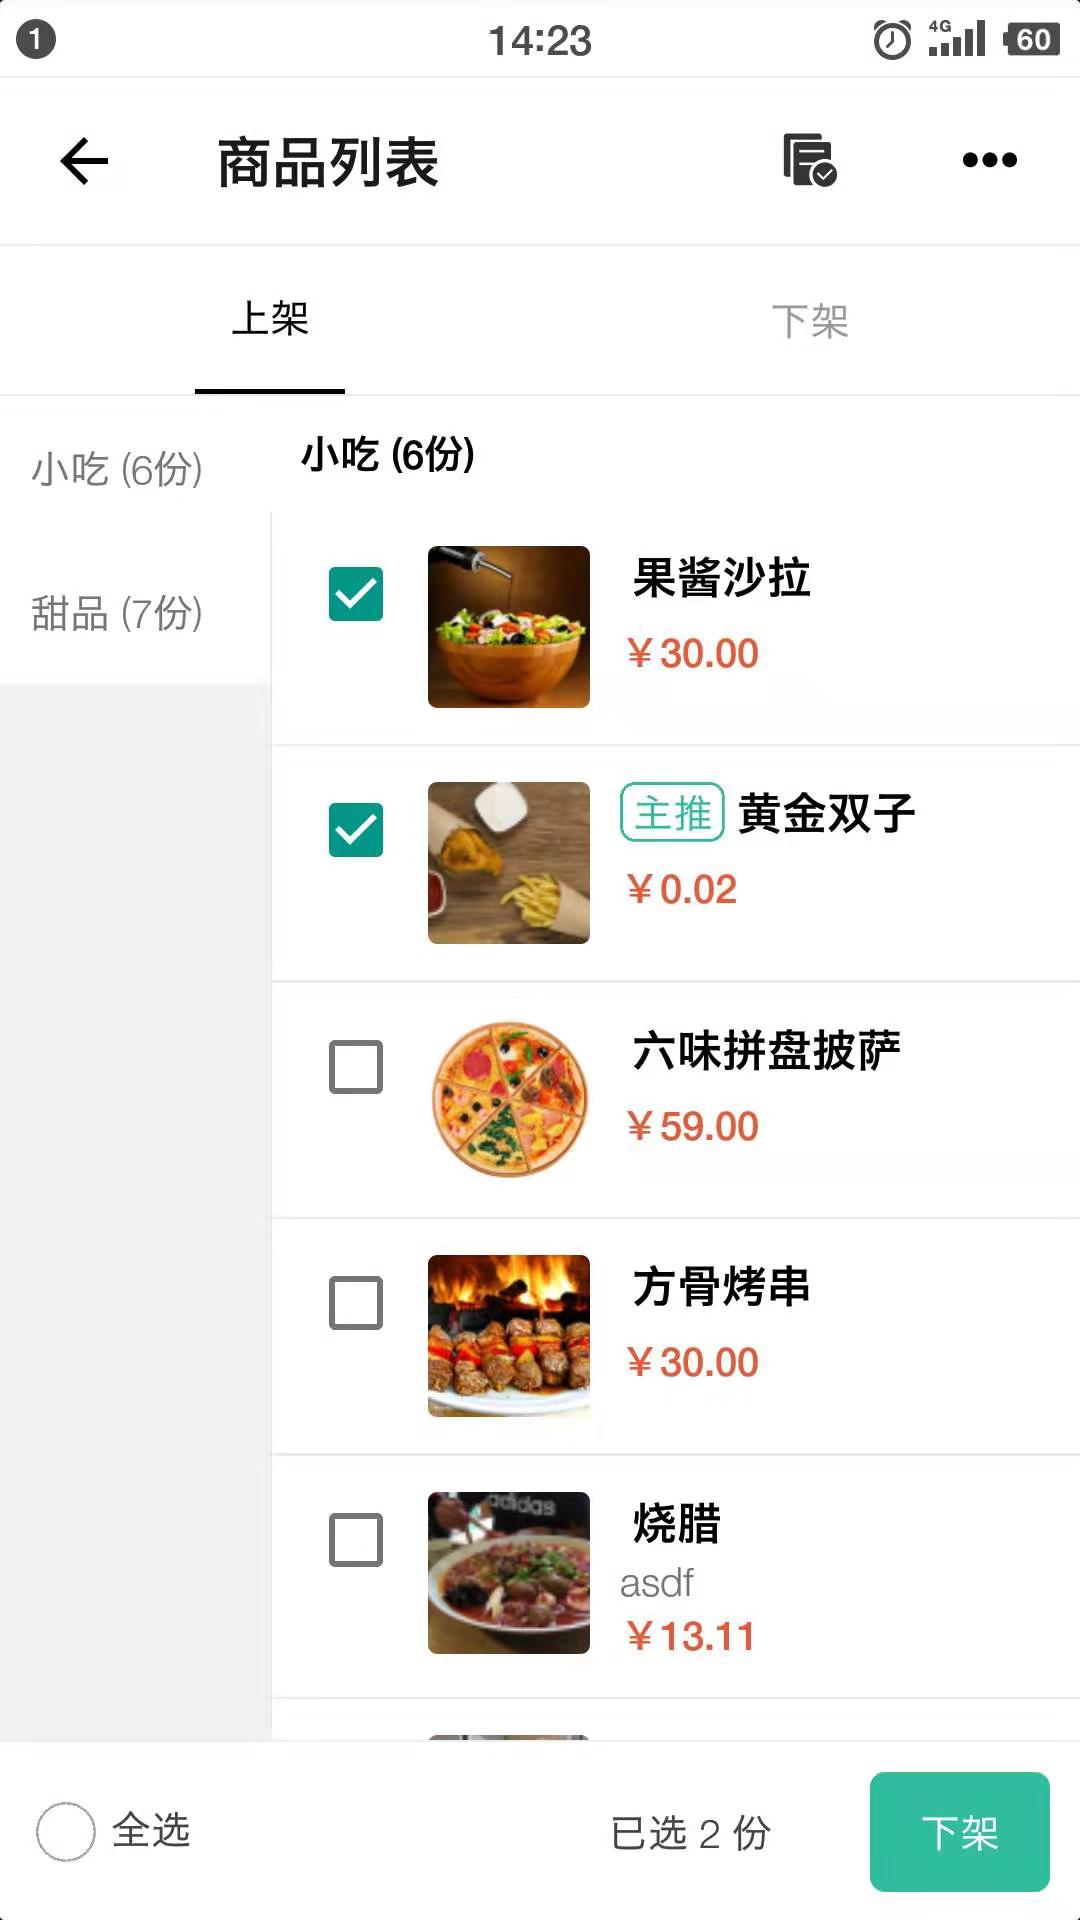 1
14:23
4G
60
商品列表
上架
下架
小吃 (6份)
甜品 (7份)
小吃 (6份)
果酱沙拉
¥30.00
主推 黄金双子
¥0.02
六味拼盘披萨
¥59.00
方骨烤串
¥30.00
adidas
烧腊
asdf
¥13.11
全选
已选 2 份
下架